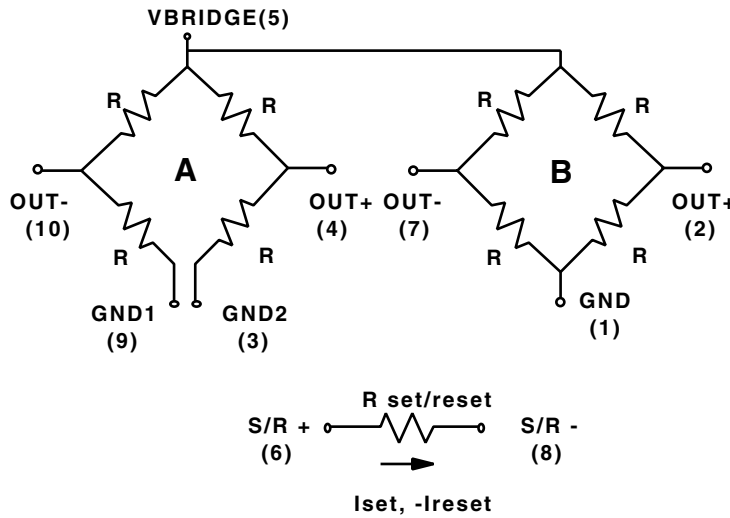 VBRIDGE(5)
R R R R
A B
OUT- OUT+ OUT- OUT+
(10) (4) (7) (2)
R R R R
GND1 GND2 GND
(9) (3) (1)
R set/reset
S/R + S/R -
(6) (8)
Iset, -Ireset